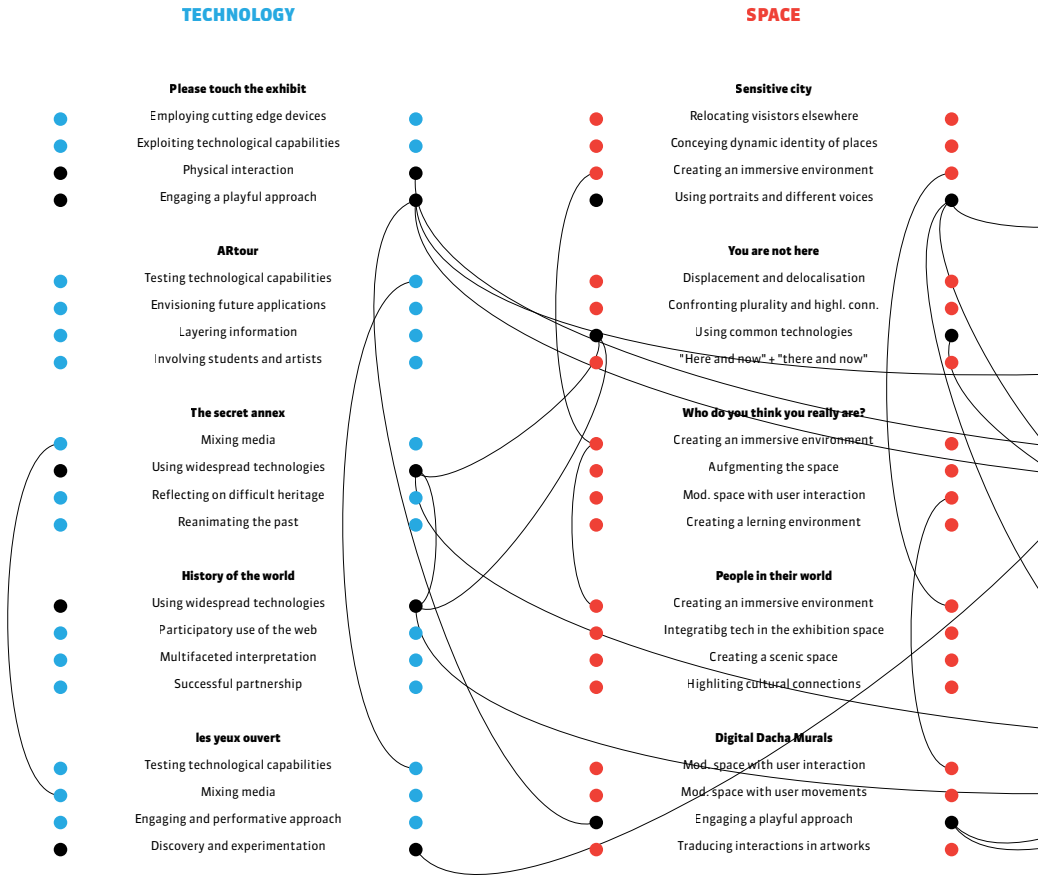 TECHNOLOGY
Please touch the exhibit
Employing cutting edge devices
Exploiting technological capabilities
Physical interaction
Engaging a playful approach
ARtour
Testing technological capabilities
Envisioning future applications
Layering information
Involving students and artists
The secret annex
Mixing media
Using widespread technologies
Reflecting on difficult heritage
Reanimating the past
History of the world
Using widespread technologies
Participatory use of the web
Multifaceted interpretation
Successful partnership
les yeux ouvert
Testing technological capabilities
Mixing media
Engaging and performative approach
Discovery and experimentation
SPACE
Sensitive city
Relocating visistors elsewhere
Conceying dynamic identity of places
Creating an immersive environment
Using portraits and different voices
You are not here
Displacement and delocalisation
Confronting plurality and highl. conn.
Using common technologies
"Here and now" + "there and now"
Who do you think you really are?
Creating an immersive environment
Aufgmenting the space
Mod. space with user interaction
Creating a lerning environment
People in their world
Creating an immersive environment
Integratibg tech in the exhibition space
Creating a scenic space
Highliting cultural connections
Digital Dacha Murals
Mod. space with user interaction
Mod. space with user movements
Engaging a playful approach
Traducing interactions in artworks